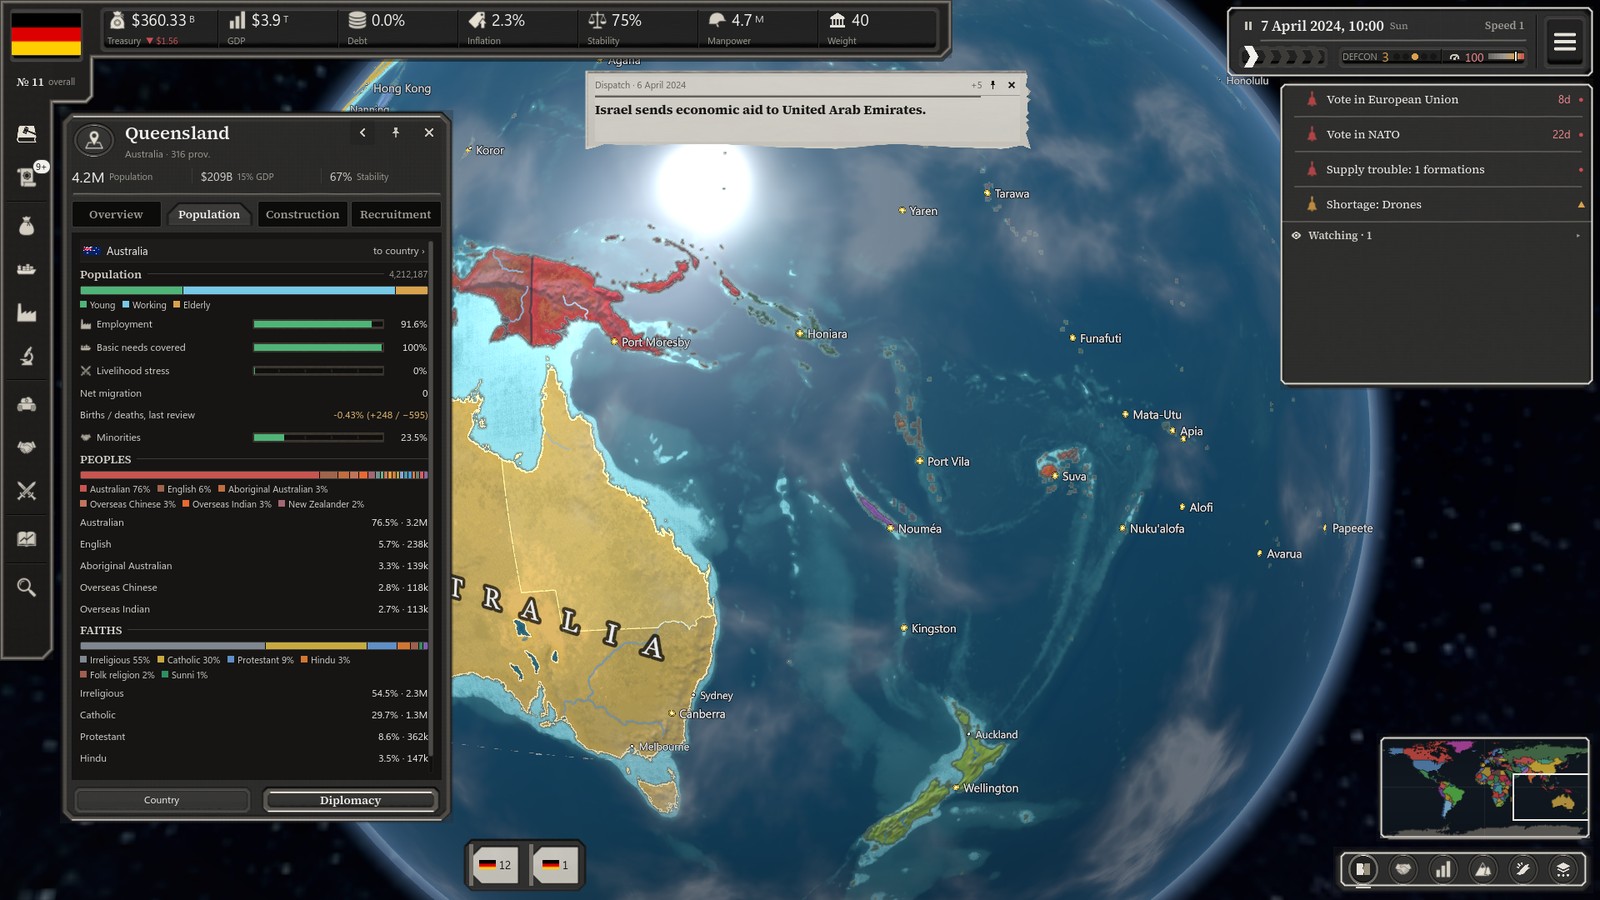 $360.33 B
Treasury ▼ $1.56
$3.9 T
GDP
0.0%
Debt
2.3%
Inflation
75%
Stability
4.7 M
Manpower
40
Weight
№ 11 overall
9+
7 April 2024, 10:00 Sun
Speed 1
DEFCON 3
100
Vote in European Union 8d
Vote in NATO 22d
Supply trouble: 1 formations
Shortage: Drones
Watching · 1
Dispatch · 6 April 2024 +5
Israel sends economic aid to United Arab Emirates.
Queensland
Australia · 316 prov.
4.2M Population
$209B 15% GDP
67% Stability
Overview
Population
Construction
Recruitment
Australia to country ›
Population 4,212,187
Young Working Elderly
Employment 91.6%
Basic needs covered 100%
Livelihood stress 0%
Net migration 0
Births / deaths, last review -0.43% (+248 / −595)
Minorities 23.5%
PEOPLES
Australian 76% English 6% Aboriginal Australian 3%
Overseas Chinese 3% Overseas Indian 3% New Zealander 2%
Australian 76.5% · 3.2M
English 5.7% · 238k
Aboriginal Australian 3.3% · 139k
Overseas Chinese 2.8% · 118k
Overseas Indian 2.7% · 113k
FAITHS
Irreligious 55% Catholic 30% Protestant 9% Hindu 3%
Folk religion 2% Sunni 1%
Irreligious 54.5% · 2.3M
Catholic 29.7% · 1.3M
Protestant 8.6% · 362k
Hindu 3.5% · 147k
Country
Diplomacy
Agana
Hong Kong
Nanning
Honolulu
Koror
Tarawa
Yaren
Honiara
Port Moresby
Funafuti
Mata-Utu
Apia
Port Vila
Suva
Alofi
Nouméa
Nuku'alofa
Papeete
Avarua
TRALIA
Kingston
Sydney
Canberra
Melbourne
Auckland
Wellington
12
1